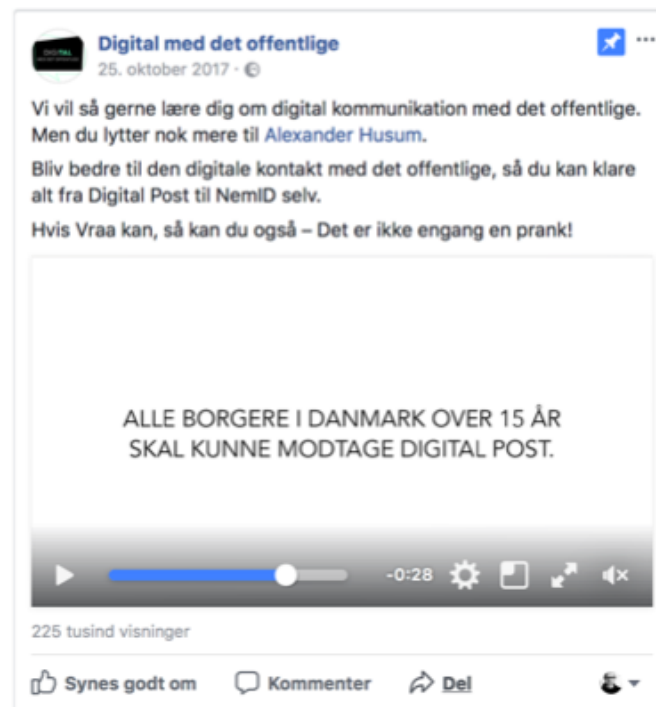 Digital med det offentlige
25. oktober 2017 ·
Vi vil så gerne lære dig om digital kommunikation med det offentlige.
Men du lytter nok mere til Alexander Husum.
Bliv bedre til den digitale kontakt med det offentlige, så du kan klare
alt fra Digital Post til NemID selv.
Hvis Vraa kan, så kan du også – Det er ikke engang en prank!
ALLE BORGERE I DANMARK OVER 15 ÅR
SKAL KUNNE MODTAGE DIGITAL POST.
-0:28
225 tusind visninger
Synes godt om Kommenter Del